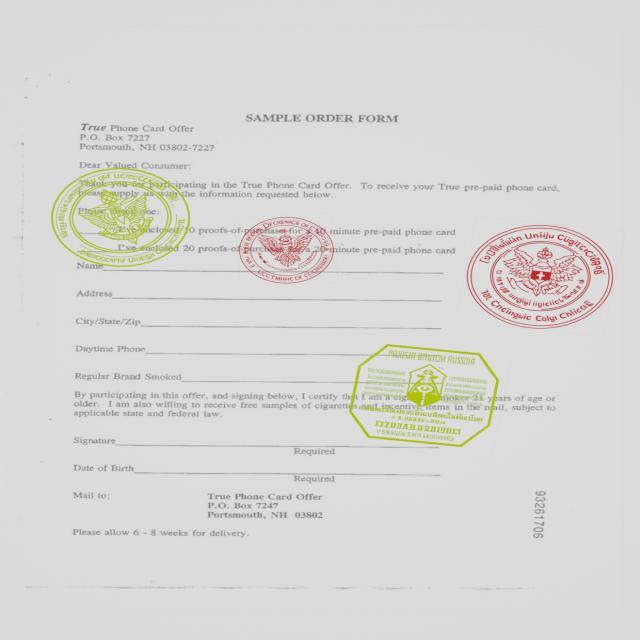 SAMPLE ORDER FORM
True Phone Card Offer
P.O. Box 7227
Portsmouth, NH 03802-7227
Dear Valued Consumer:
Thank you for participating in the True Phone Card Offer. To receive your True pre-paid phone card,
please supply us with the information requested below.
Please check one:
I've enclosed 10 proofs-of-purchase for a 10 minute pre-paid phone card
I've enclosed 20 proofs-of-purchase for a 20 minute pre-paid phone card
Name
Address
City/State/Zip
Daytime Phone
Regular Brand Smoked
By participating in this offer, and signing below, I certify that I am a cigarette smoker 21 years of age or
older. I am also willing to receive free samples of cigarettes and incentive items in the mail, subject to
applicable state and federal law.
Signature
Required
Date of Birth
Required
Mail to:
True Phone Card Offer
P.O. Box 7247
Portsmouth, NH 03802
Please allow 6 - 8 weeks for delivery.
93261706